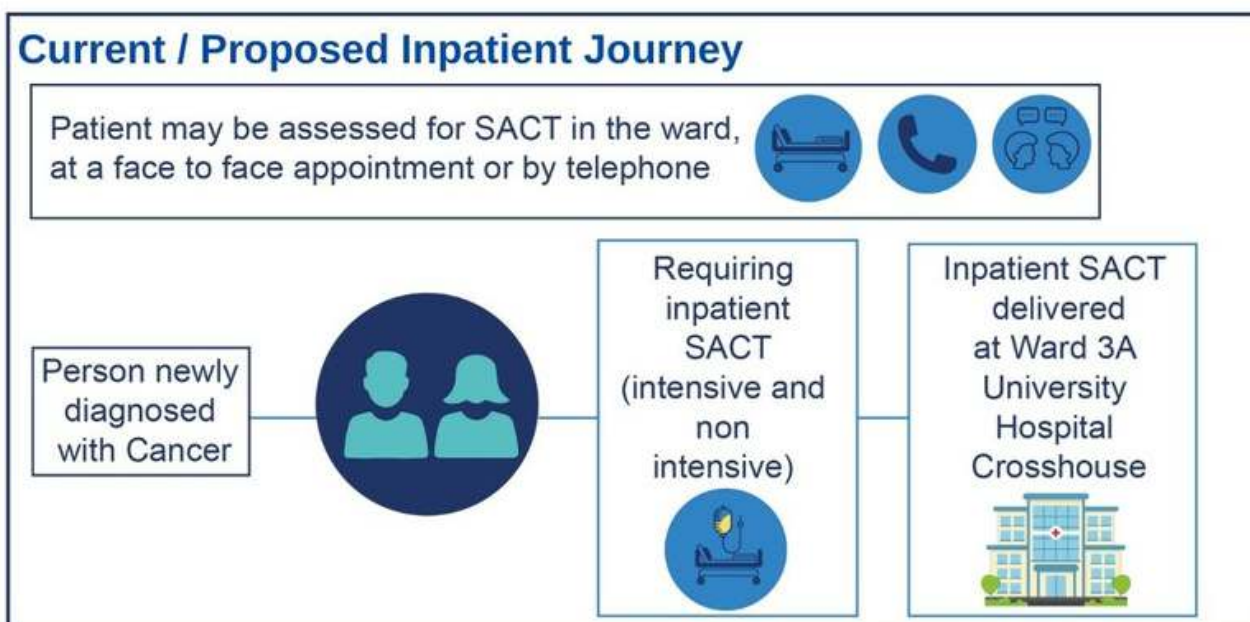 Current / Proposed Inpatient Journey
Patient may be assessed for SACT in the ward,
at a face to face appointment or by telephone
Person newly
diagnosed
with Cancer
Requiring
inpatient
SACT
(intensive and
non
intensive)
Inpatient SACT
delivered
at Ward 3A
University
Hospital
Crosshouse